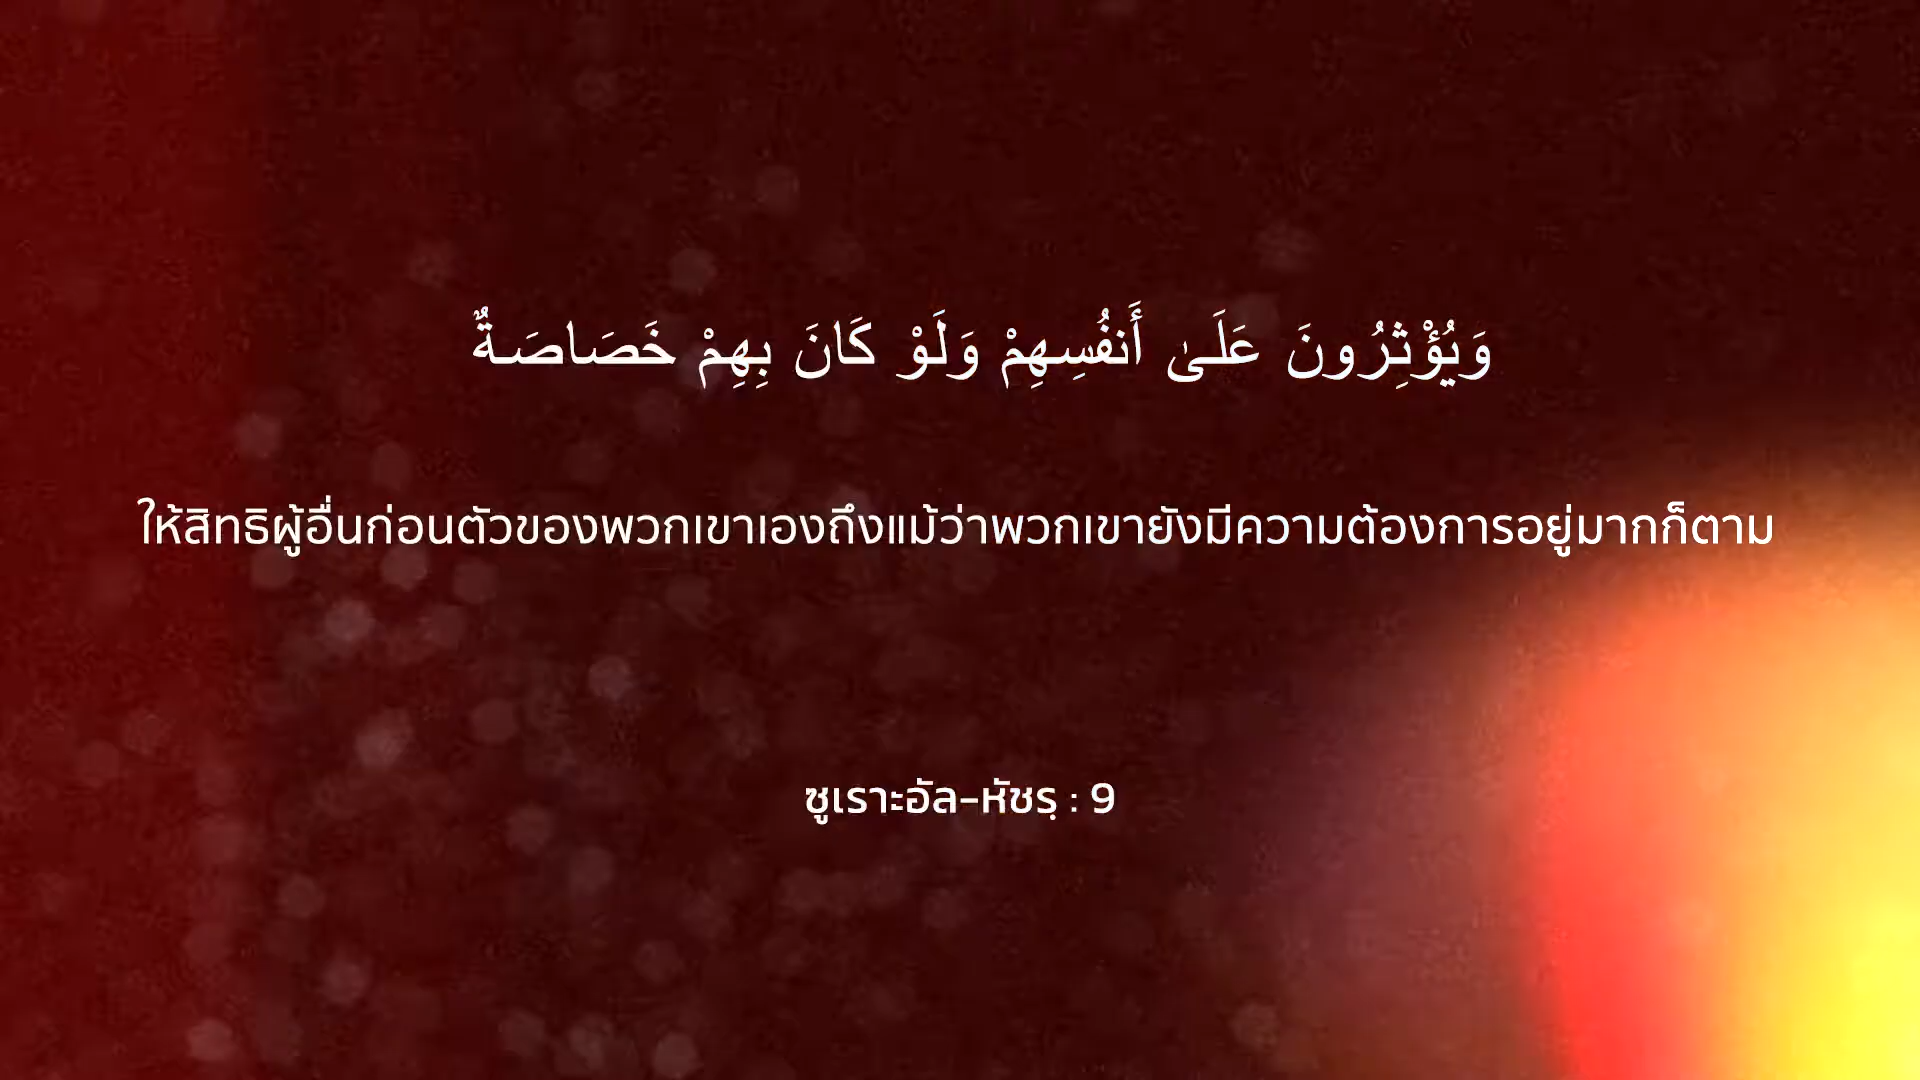 وَيُؤْثِرُونَ عَلَىٰ أَنفُسِهِمْ وَلَوْ كَانَ بِهِمْ خَصَاصَةٌ
ให้สิทธิผู้อื่นก่อนตัวของพวกเขาเองถึงแม้ว่าพวกเขายังมีความต้องการอยู่มากก็ตาม
ซูเราะอัล-หัชรฺ : 9